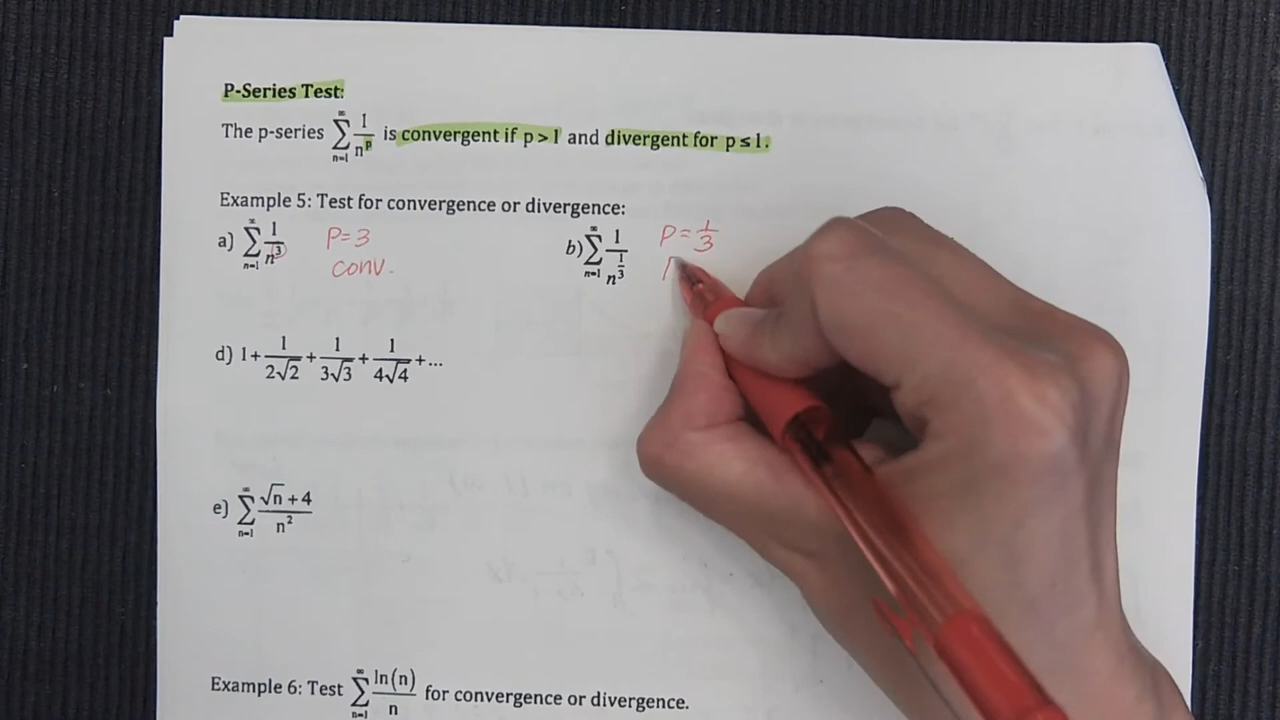 P-Series Test:
The p-series ∑_{n=1}^{∞} 1/n^p is convergent if p > 1 and divergent for p ≤ 1.
Example 5: Test for convergence or divergence:
a) ∑_{n=1}^{∞} 1/n^3 P=3 b) ∑_{n=1}^{∞} 1/n^{1/3} P=1/3
conv.
d) 1+ 1/(2√2) + 1/(3√3) + 1/(4√4) +...
e) ∑_{n=1}^{∞} (√n + 4)/n^2
Example 6: Test ∑_{n=1}^{∞} ln(n)/n for convergence or divergence.